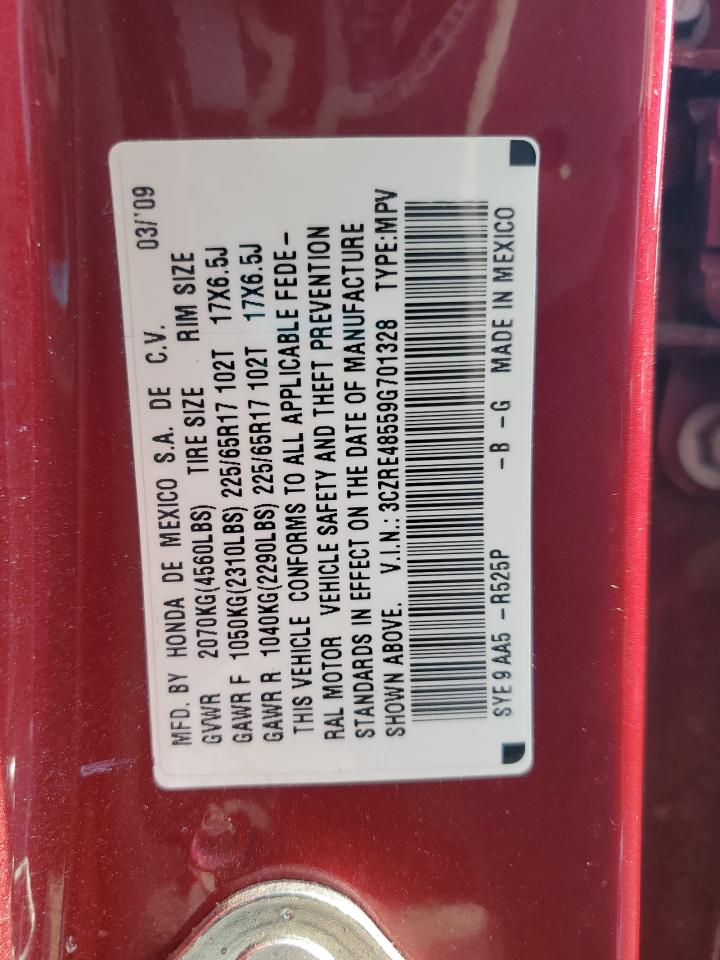 MFD. BY HONDA DE MEXICO S.A. DE C.V. 03/'09
GVWR 2070KG(4560LBS) TIRE SIZE RIM SIZE
GAWR F 1050KG(2310LBS) 225/65R17 102T 17X6.5J
GAWR R 1040KG(2290LBS) 225/65R17 102T 17X6.5J
THIS VEHICLE CONFORMS TO ALL APPLICABLE FEDE-
RAL MOTOR VEHICLE SAFETY AND THEFT PREVENTION
STANDARDS IN EFFECT ON THE DATE OF MANUFACTURE
SHOWN ABOVE. V.I.N.: 3CZRE48559G701328 TYPE:MPV
SYE9AA5 -R525P -B -G MADE IN MEXICO